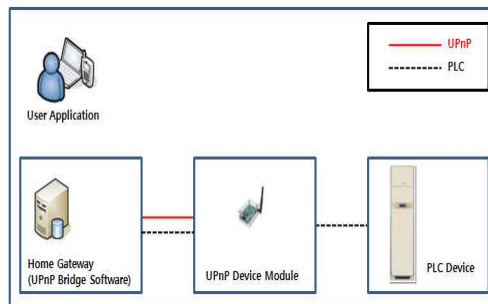 UPnP
PLC
User Application
Home Gateway
(UPnP Bridge Software)
UPnP Device Module
PLC Device